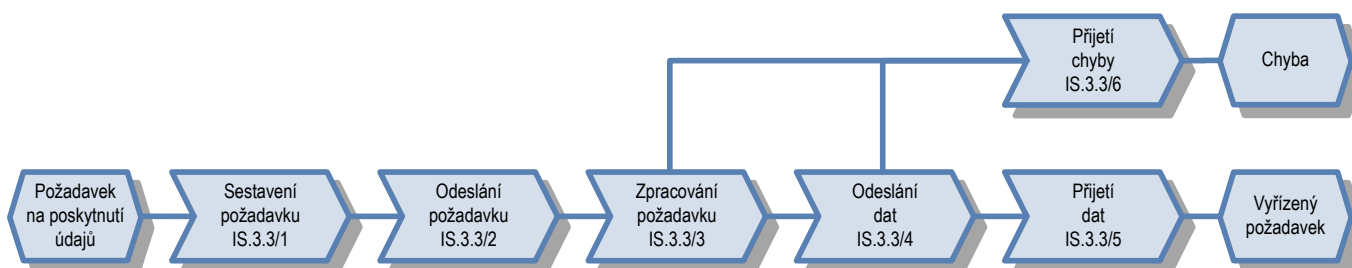 Přijetí
chyby
IS.3.3/6
Chyba
Požadavek
na poskytnutí
údajů
Sestavení
požadavku
IS.3.3/1
Odeslání
požadavku
IS.3.3/2
Zpracování
požadavku
IS.3.3/3
Odeslání
dat
IS.3.3/4
Přijetí
dat
IS.3.3/5
Vyřízený
požadavek